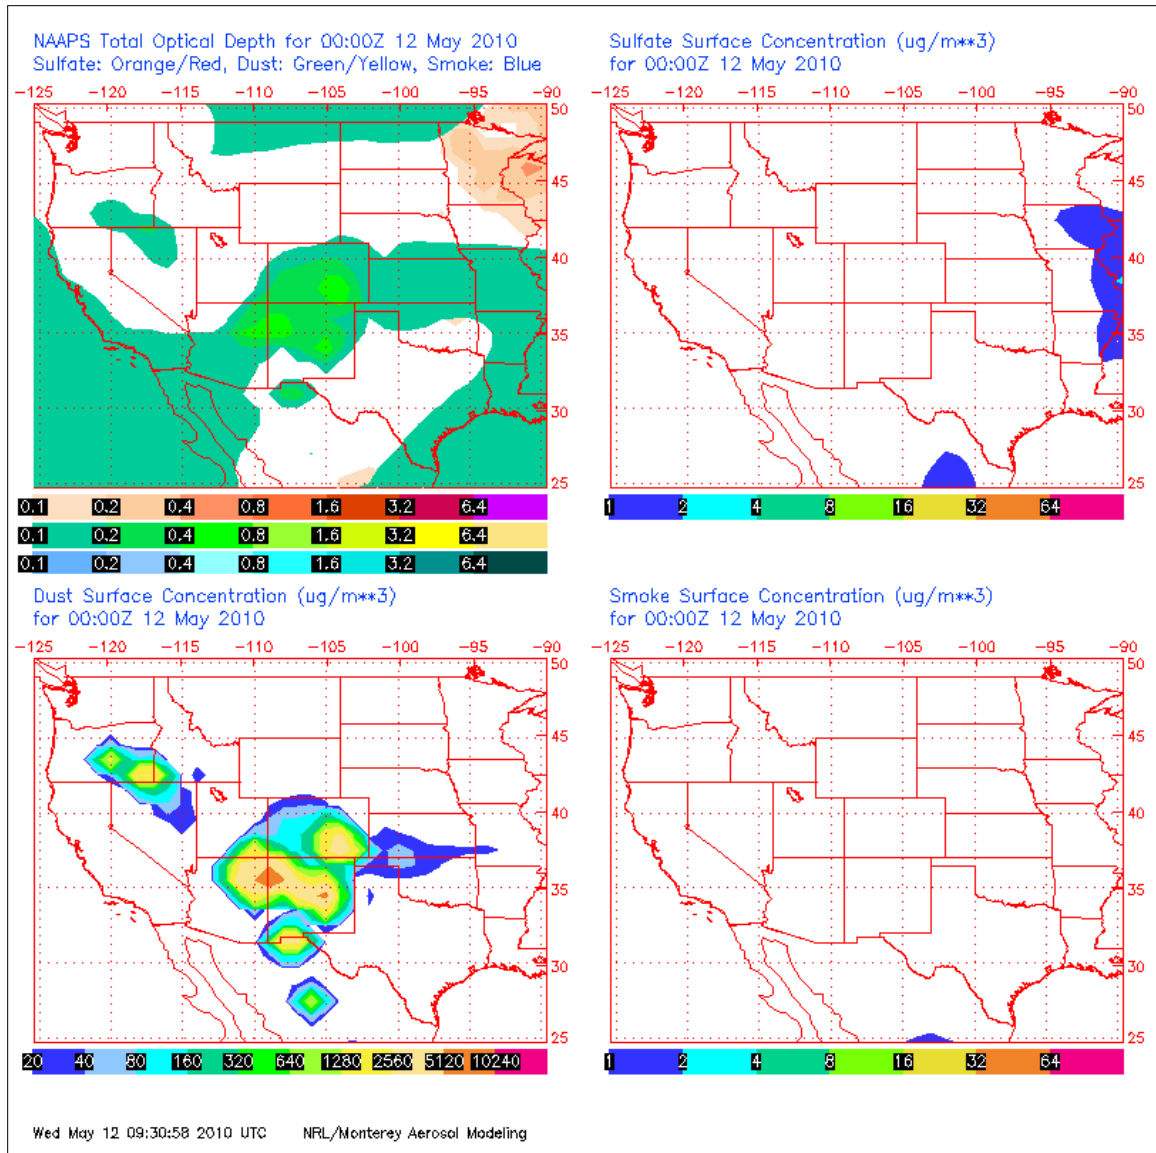 NAAPS Total Optical Depth for 00:00Z 12 May 2010
Sulfate: Orange/Red, Dust: Green/Yellow, Smoke: Blue
-125 -120 -115 -110 -105 -100 -95 -90
50
45
40
35
30
25
0.1 0.2 0.4 0.8 1.6 3.2 6.4
0.1 0.2 0.4 0.8 1.6 3.2 6.4
0.1 0.2 0.4 0.8 1.6 3.2 6.4
Sulfate Surface Concentration (ug/m**3)
for 00:00Z 12 May 2010
-125 -120 -115 -110 -105 -100 -95 -90
50
45
40
35
30
25
1 2 4 8 16 32 64
Dust Surface Concentration (ug/m**3)
for 00:00Z 12 May 2010
-125 -120 -115 -110 -105 -100 -95 -90
50
45
40
35
30
25
20 40 80 160 320 640 1280 2560 5120 10240
Smoke Surface Concentration (ug/m**3)
for 00:00Z 12 May 2010
-125 -120 -115 -110 -105 -100 -95 -90
50
45
40
35
30
25
1 2 4 8 16 32 64
Wed May 12 09:30:58 2010 UTC NRL/Monterey Aerosol Modeling